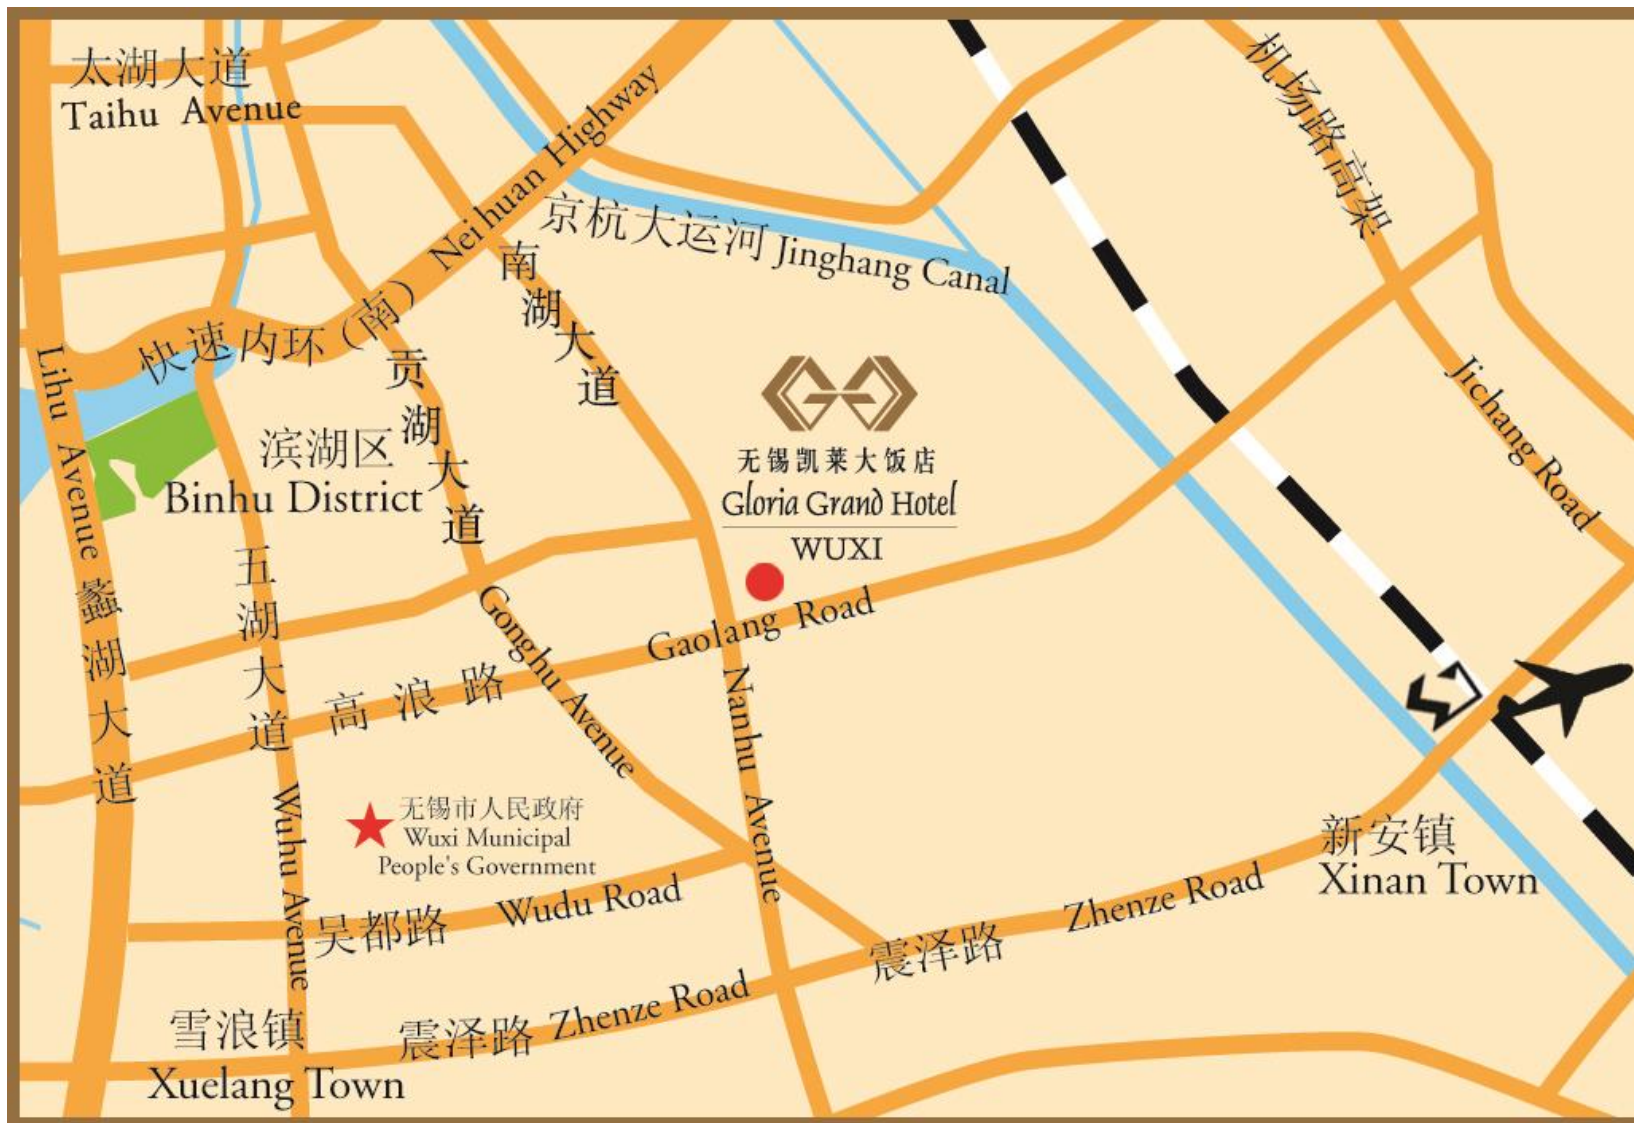 太湖大道
Taihu Avenue
机场路高架
Neihuan Highway
京杭大运河 Jinghang Canal
南湖大道
快速内环（南）
贡湖大道
Lihu Avenue
蠡湖大道
滨湖区
Binhu District
无锡凯莱大饭店
Gloria Grand Hotel
WUXI
Jichang Road
五湖大道
Gonghu Avenue
Gaolang Road
高浪路
Nanhu Avenue
Wuhu Avenue
无锡市人民政府
Wuxi Municipal
People's Government
新安镇
Xinan Town
吴都路 Wudu Road
震泽路 Zhenze Road
雪浪镇
Xuelang Town
震泽路 Zhenze Road